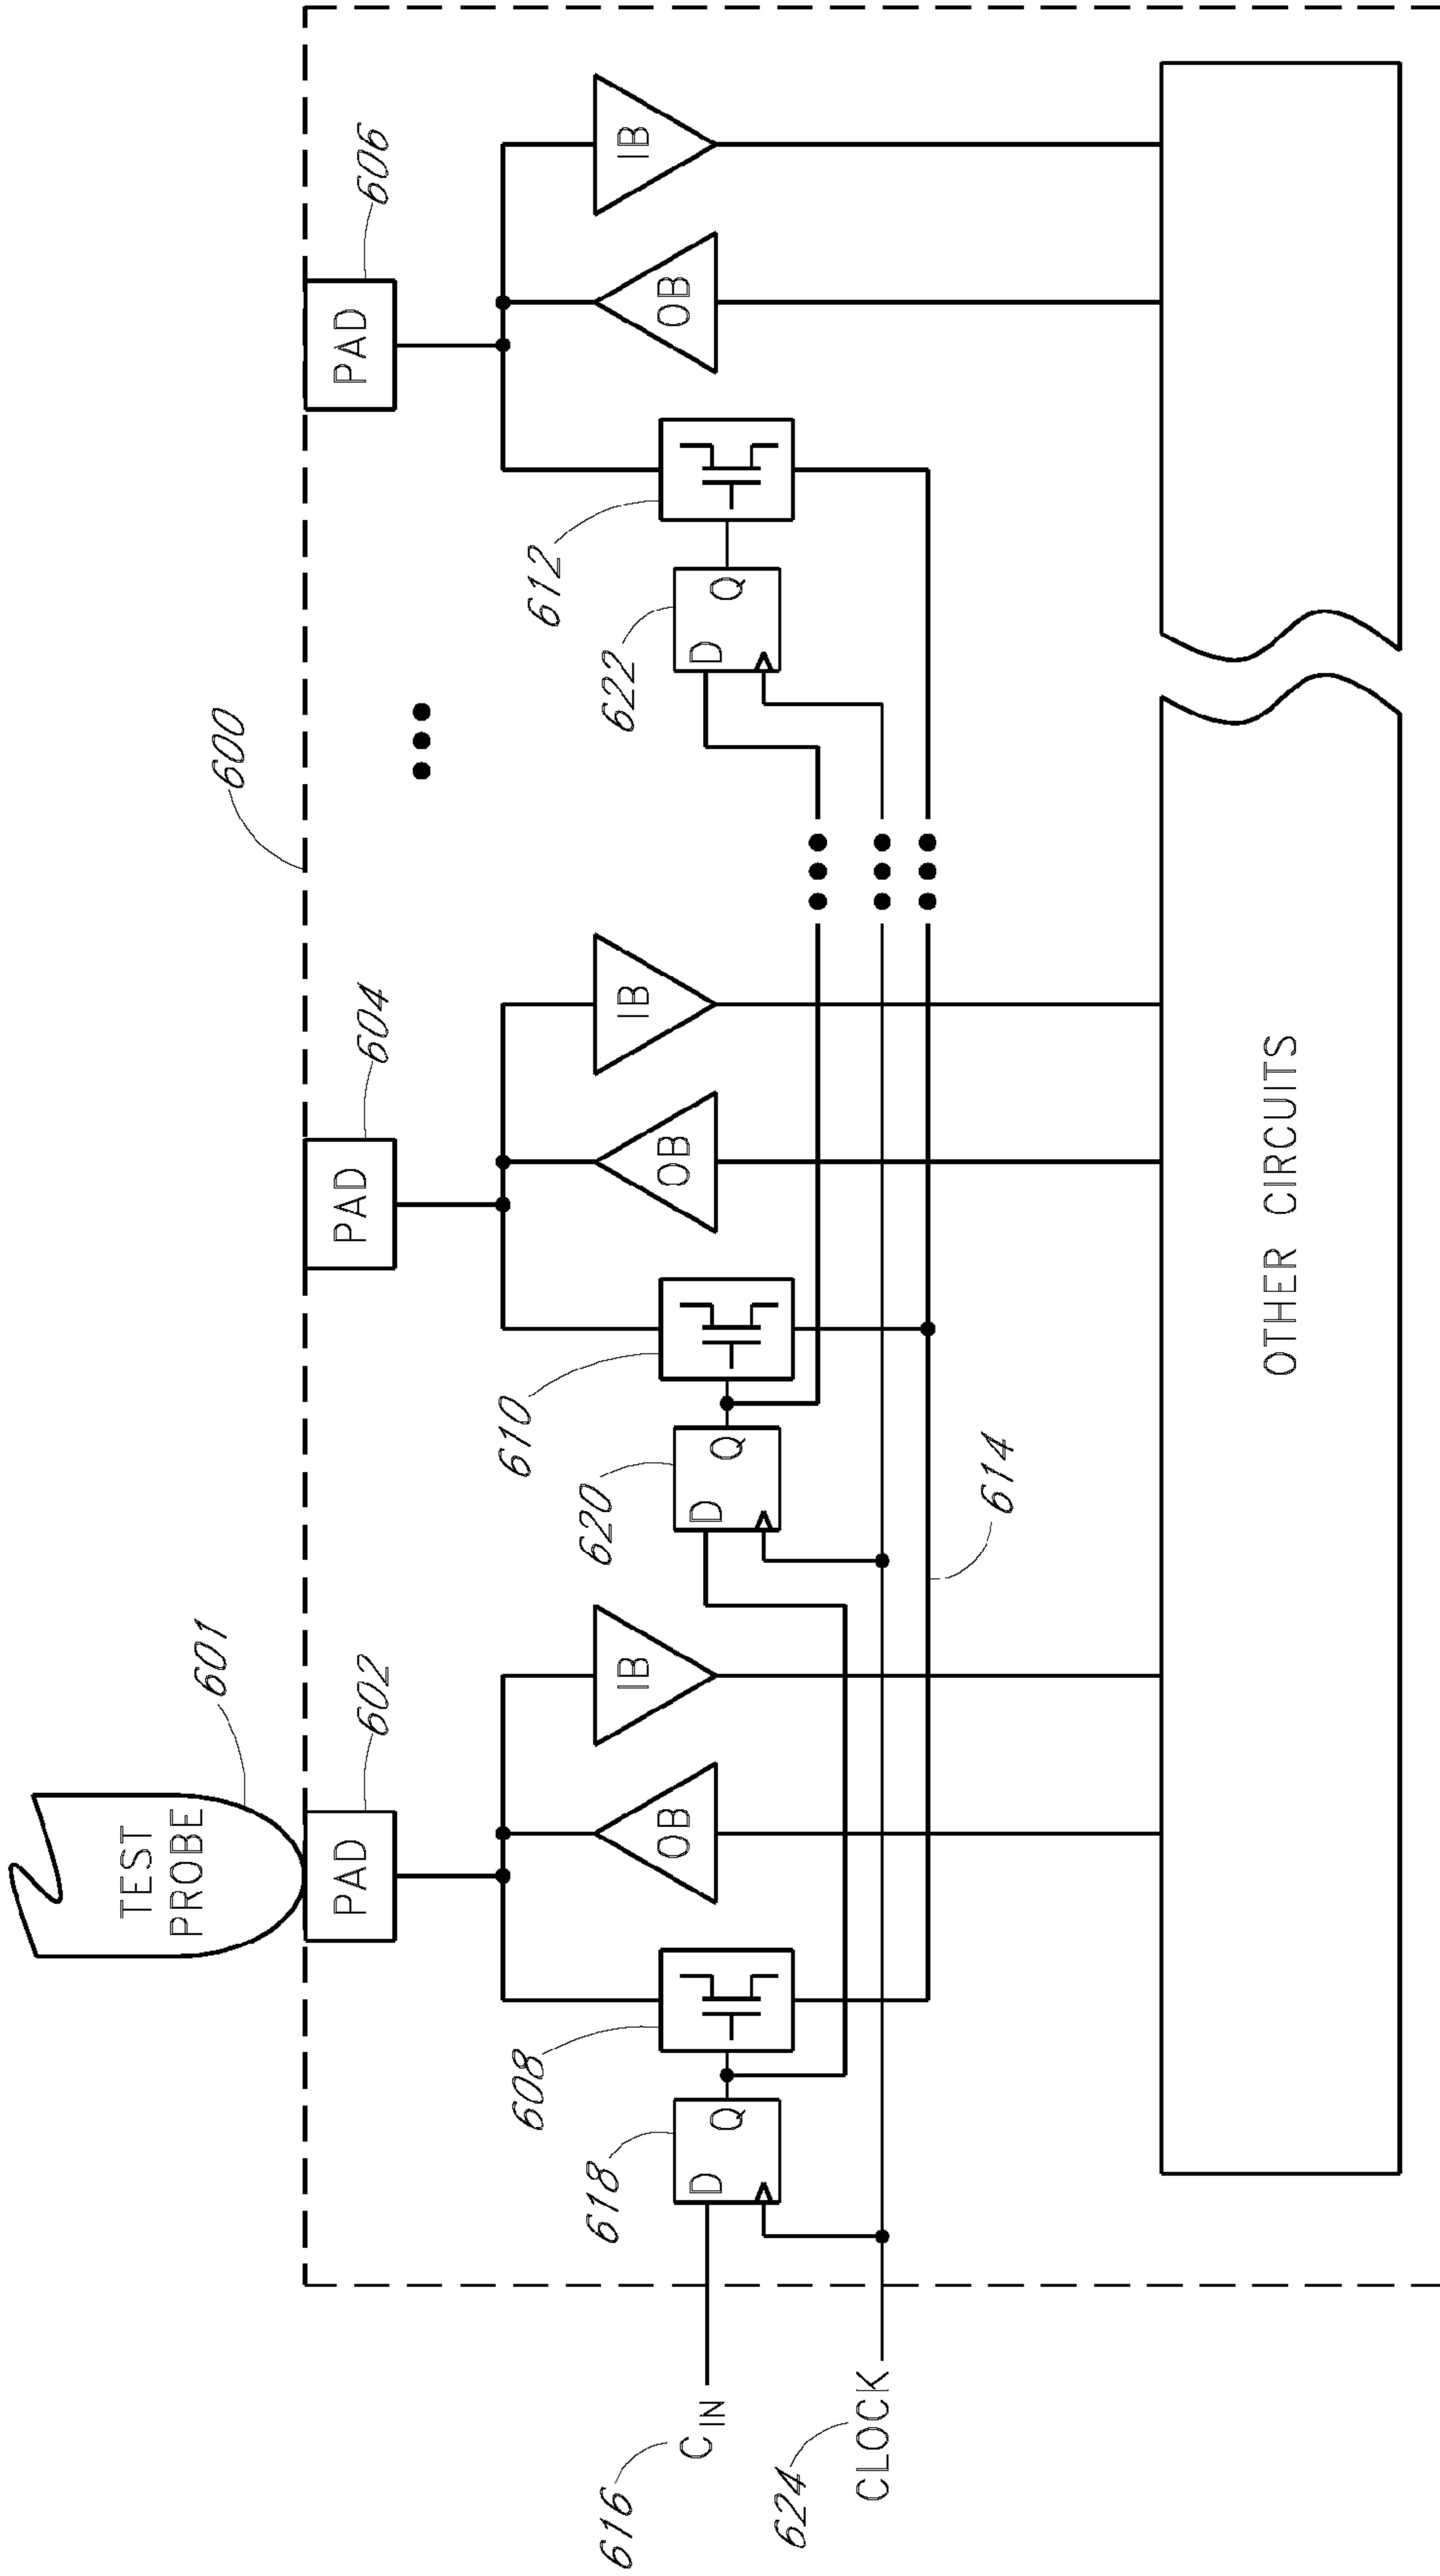 600
TEST
PROBE
601
PAD
602
PAD
604
PAD
606
608
OB
IB
610
OB
IB
612
OB
IB
616
C IN
618
D
Q
620
D
Q
622
D
Q
624
CLOCK
614
OTHER CIRCUITS